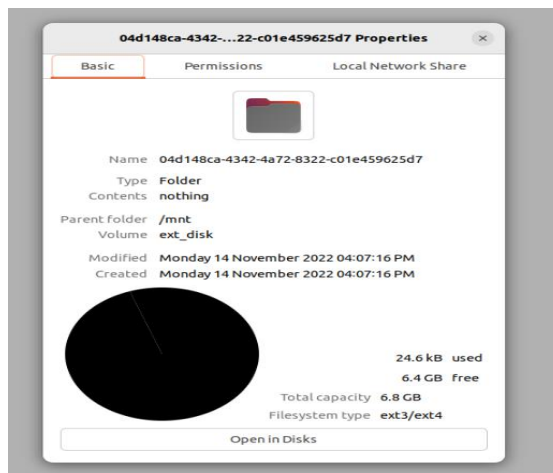 04d148ca-4342-...22-c01e459625d7 Properties
Basic Permissions Local Network Share
Name 04d148ca-4342-4a72-8322-c01e459625d7
Type Folder
Contents nothing
Parent folder /mnt
Volume ext_disk
Modified Monday 14 November 2022 04:07:16 PM
Created Monday 14 November 2022 04:07:16 PM
24.6 kB used
6.4 GB free
Total capacity 6.8 GB
Filesystem type ext3/ext4
Open in Disks